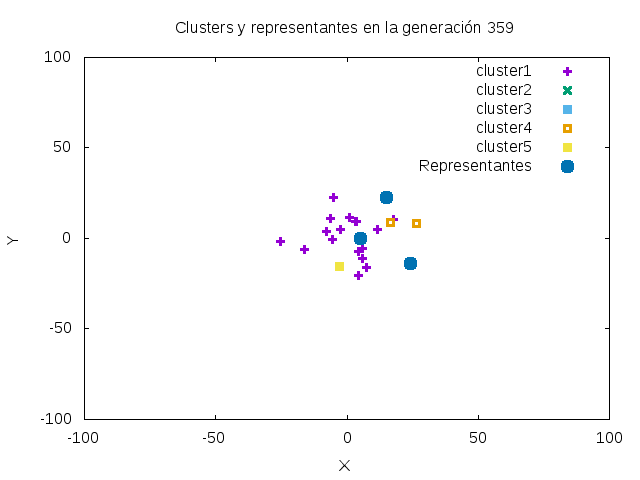 Clusters y representantes en la generación 359
100
50
0
-50
-100
-100 -50 0 50 100
X
Y
cluster1
cluster2
cluster3
cluster4
cluster5
Representantes